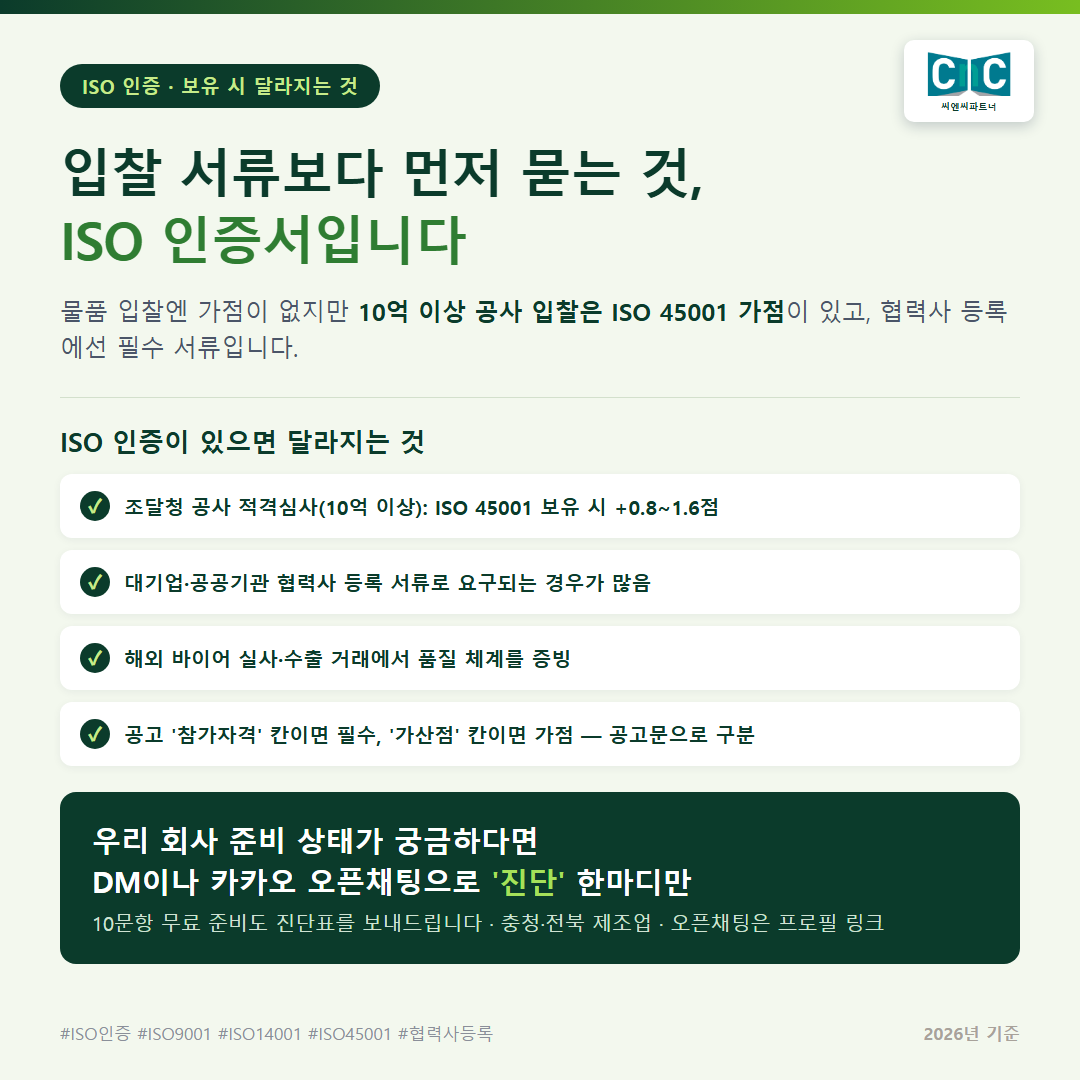 ISO 인증 · 보유 시 달라지는 것
CnC
씨엔씨파트너
입찰 서류보다 먼저 묻는 것,
ISO 인증서입니다
물품 입찰엔 가점이 없지만 10억 이상 공사 입찰은 ISO 45001 가점이 있고, 협력사 등록
에선 필수 서류입니다.
ISO 인증이 있으면 달라지는 것
✓ 조달청 공사 적격심사(10억 이상): ISO 45001 보유 시 +0.8~1.6점
✓ 대기업·공공기관 협력사 등록 서류로 요구되는 경우가 많음
✓ 해외 바이어 실사·수출 거래에서 품질 체계를 증빙
✓ 공고 '참가자격' 칸이면 필수, '가산점' 칸이면 가점 — 공고문으로 구분
우리 회사 준비 상태가 궁금하다면
DM이나 카카오 오픈채팅으로 '진단' 한마디만
10문항 무료 준비도 진단표를 보내드립니다 · 충청·전북 제조업 · 오픈채팅은 프로필 링크
#ISO인증 #ISO9001 #ISO14001 #ISO45001 #협력사등록
2026년 기준